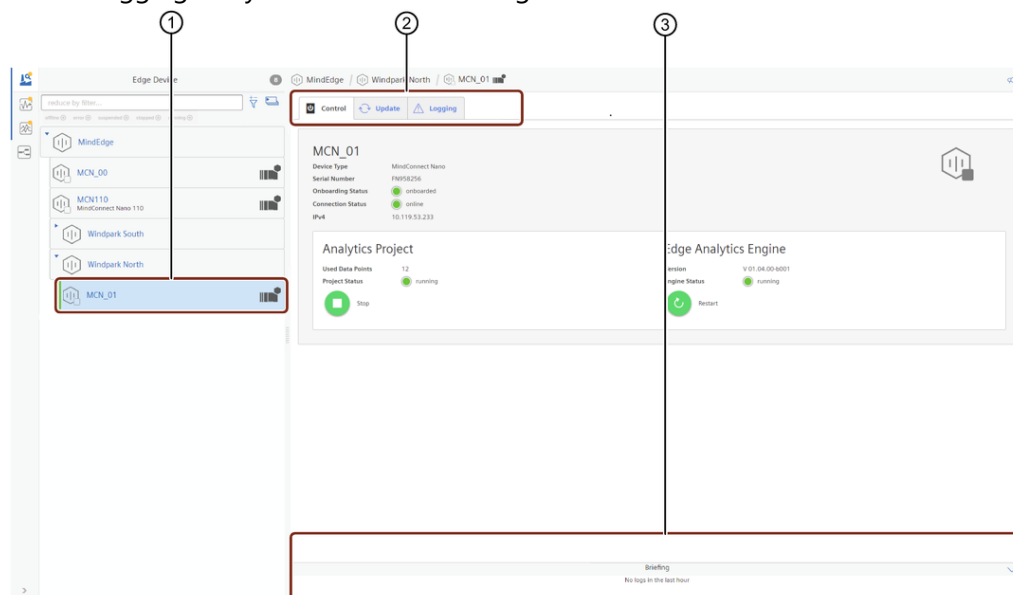 1
2
3
Edge Device
8
MindEdge / Windpark North / MCN_01
reduce by filter...
Control
Update
Logging
MindEdge
MCN_00
MCN110
MindConnect Nano 110
Windpark South
Windpark North
MCN_01
MCN_01
Device Type MindConnect Nano
Serial Number FN958256
Onboarding Status onboarded
Connection Status online
IPv4 10.119.53.233
Analytics Project
Used Data Points 12
Project Status running
Stop
Edge Analytics Engine
ersion V 01.04.00-6001
ngine Status running
Restart
Briefing
No logs in the last hour